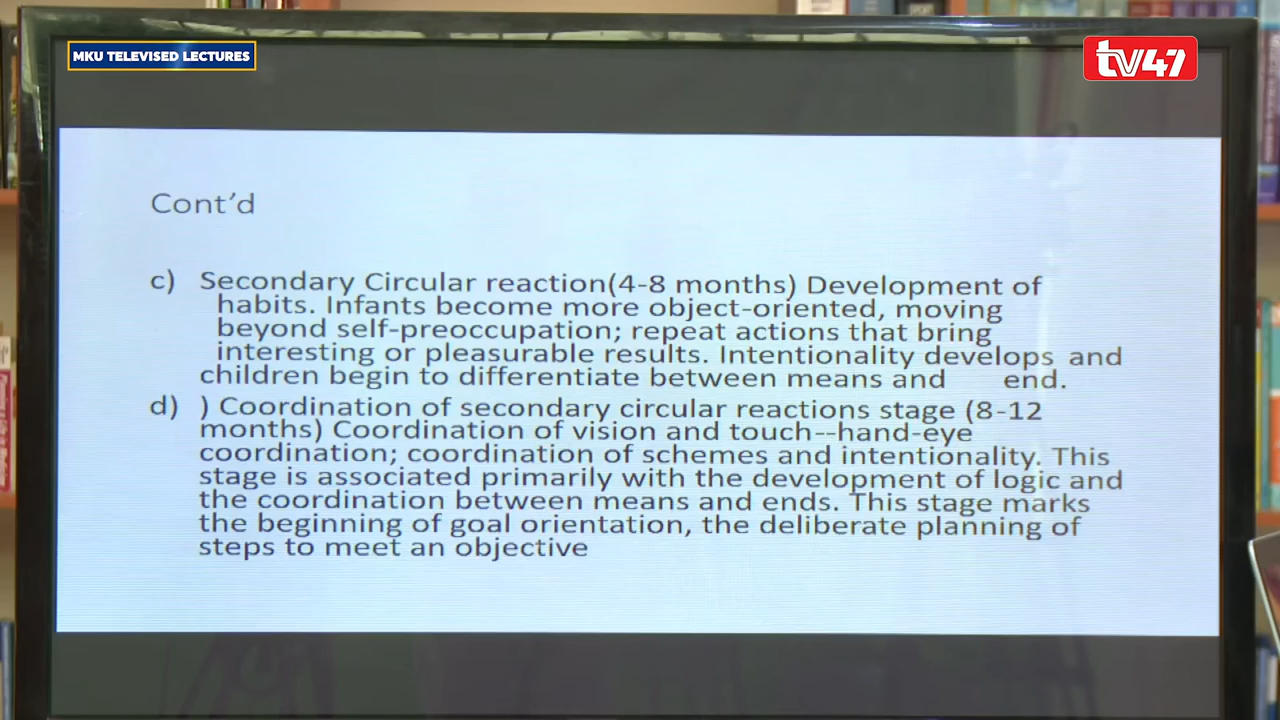 MKU TELEVISED LECTURES
tv47
Cont'd
c) Secondary Circular reaction(4-8 months) Development of
habits. Infants become more object-oriented, moving
beyond self-preoccupation; repeat actions that bring
interesting or pleasurable results. Intentionality develops and
children begin to differentiate between means and end.
d) ) Coordination of secondary circular reactions stage (8-12
months) Coordination of vision and touch--hand-eye
coordination; coordination of schemes and intentionality. This
stage is associated primarily with the development of logic and
the coordination between means and ends. This stage marks
the beginning of goal orientation, the deliberate planning of
steps to meet an objective